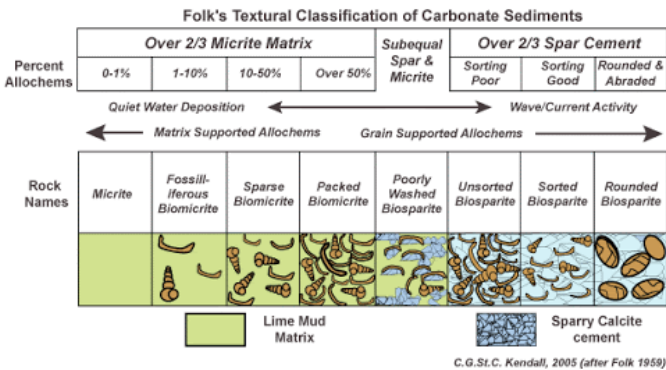 Folk's Textural Classification of Carbonate Sediments
Percent Allochems
Over 2/3 Micrite Matrix
Subequal Spar & Micrite
Over 2/3 Spar Cement
0-1%
1-10%
10-50%
Over 50%
Sorting Poor
Sorting Good
Rounded & Abraded
Quiet Water Deposition
Wave/Current Activity
Matrix Supported Allochems
Grain Supported Allochems
Rock Names
Micrite
Fossill-iferous Biomicrite
Sparse Biomicrite
Packed Biomicrite
Poorly Washed Biosparite
Unsorted Biosparite
Sorted Biosparite
Rounded Biosparite
Lime Mud Matrix
Sparry Calcite cement
C.G.St.C. Kendall, 2005 (after Folk 1959)